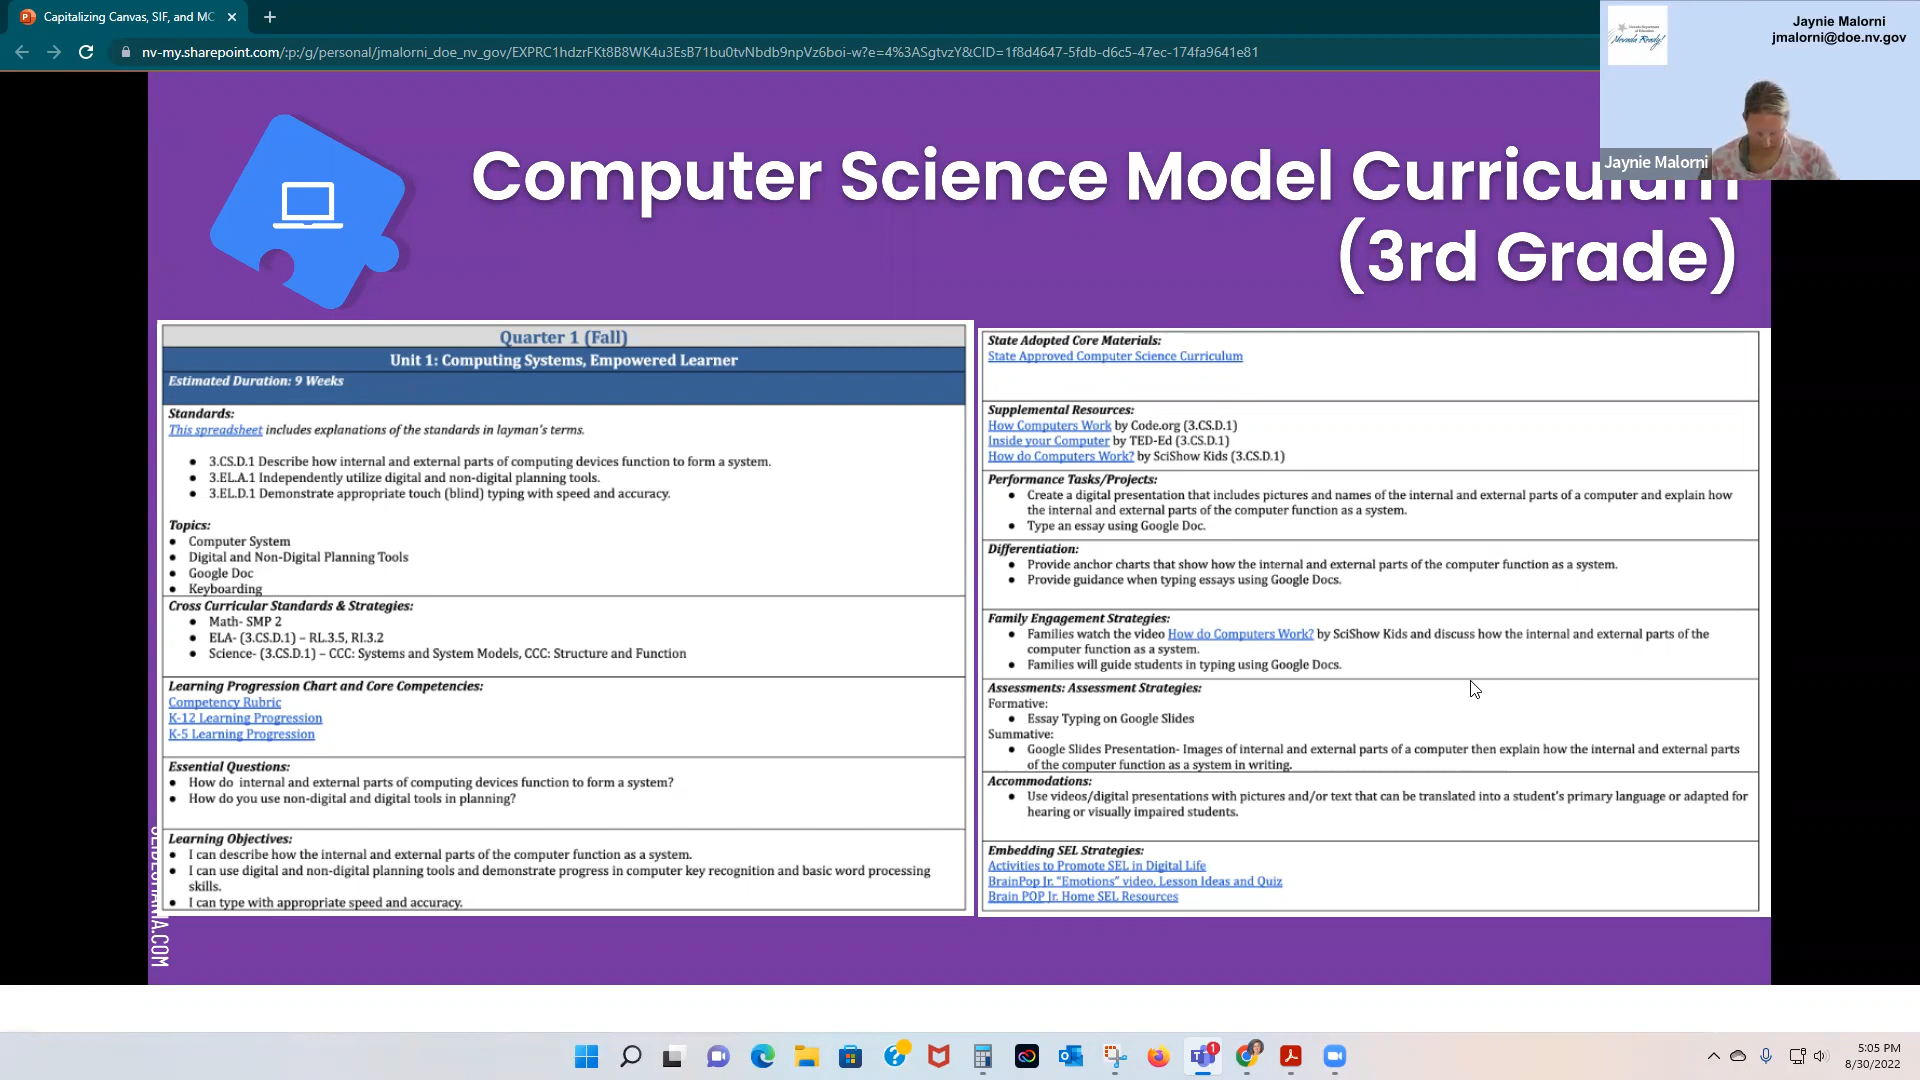 Capitalizing Canvas, SIF, and MC
nv-my.sharepoint.com/:p:/g/personal/jmalorni_doe_nv_gov/EXPRC1hdzrFKt8B8WK4u3EsB71bu0tvNbdb9npVz6boi-w?e=4%3ASgtvzY&CID=1f8d4647-5fdb-d6c5-47ec-174fa9641e81
Jaynie Malorni
jmalorni@doe.nv.gov
Nevada Ready!
Jaynie Malorni
Computer Science Model Curriculum
(3rd Grade)
Quarter 1 (Fall)
Unit 1: Computing Systems, Empowered Learner
Estimated Duration: 9 Weeks
Standards:
This spreadsheet includes explanations of the standards in layman's terms.
● 3.CS.D.1 Describe how internal and external parts of computing devices function to form a system.
● 3.EL.A.1 Independently utilize digital and non-digital planning tools.
● 3.EL.D.1 Demonstrate appropriate touch (blind) typing with speed and accuracy.
Topics:
● Computer System
● Digital and Non-Digital Planning Tools
● Google Doc
● Keyboarding
Cross Curricular Standards & Strategies:
● Math- SMP 2
● ELA- (3.CS.D.1) – RL.3.5, RI.3.2
● Science- (3.CS.D.1) – CCC: Systems and System Models, CCC: Structure and Function
Learning Progression Chart and Core Competencies:
Competency Rubric
K-12 Learning Progression
K-5 Learning Progression
Essential Questions:
● How do internal and external parts of computing devices function to form a system?
● How do you use non-digital and digital tools in planning?
Learning Objectives:
● I can describe how the internal and external parts of the computer function as a system.
● I can use digital and non-digital planning tools and demonstrate progress in computer key recognition and basic word processing
skills.
● I can type with appropriate speed and accuracy.
State Adopted Core Materials:
State Approved Computer Science Curriculum
Supplemental Resources:
How Computers Work by Code.org (3.CS.D.1)
Inside your Computer by TED-Ed (3.CS.D.1)
How do Computers Work? by SciShow Kids (3.CS.D.1)
Performance Tasks/Projects:
● Create a digital presentation that includes pictures and names of the internal and external parts of a computer and explain how
the internal and external parts of the computer function as a system.
● Type an essay using Google Doc.
Differentiation:
● Provide anchor charts that show how the internal and external parts of the computer function as a system.
● Provide guidance when typing essays using Google Docs.
Family Engagement Strategies:
● Families watch the video How do Computers Work? by SciShow Kids and discuss how the internal and external parts of the
computer function as a system.
● Families will guide students in typing using Google Docs.
Assessments: Assessment Strategies:
Formative:
● Essay Typing on Google Slides
Summative:
● Google Slides Presentation- Images of internal and external parts of a computer then explain how the internal and external parts
of the computer function as a system in writing.
Accommodations:
● Use videos/digital presentations with pictures and/or text that can be translated into a student's primary language or adapted for
hearing or visually impaired students.
Embedding SEL Strategies:
Activities to Promote SEL in Digital Life
BrainPop Jr. "Emotions" video, Lesson Ideas and Quiz
Brain POP Jr. Home SEL Resources
5:05 PM
8/30/2022